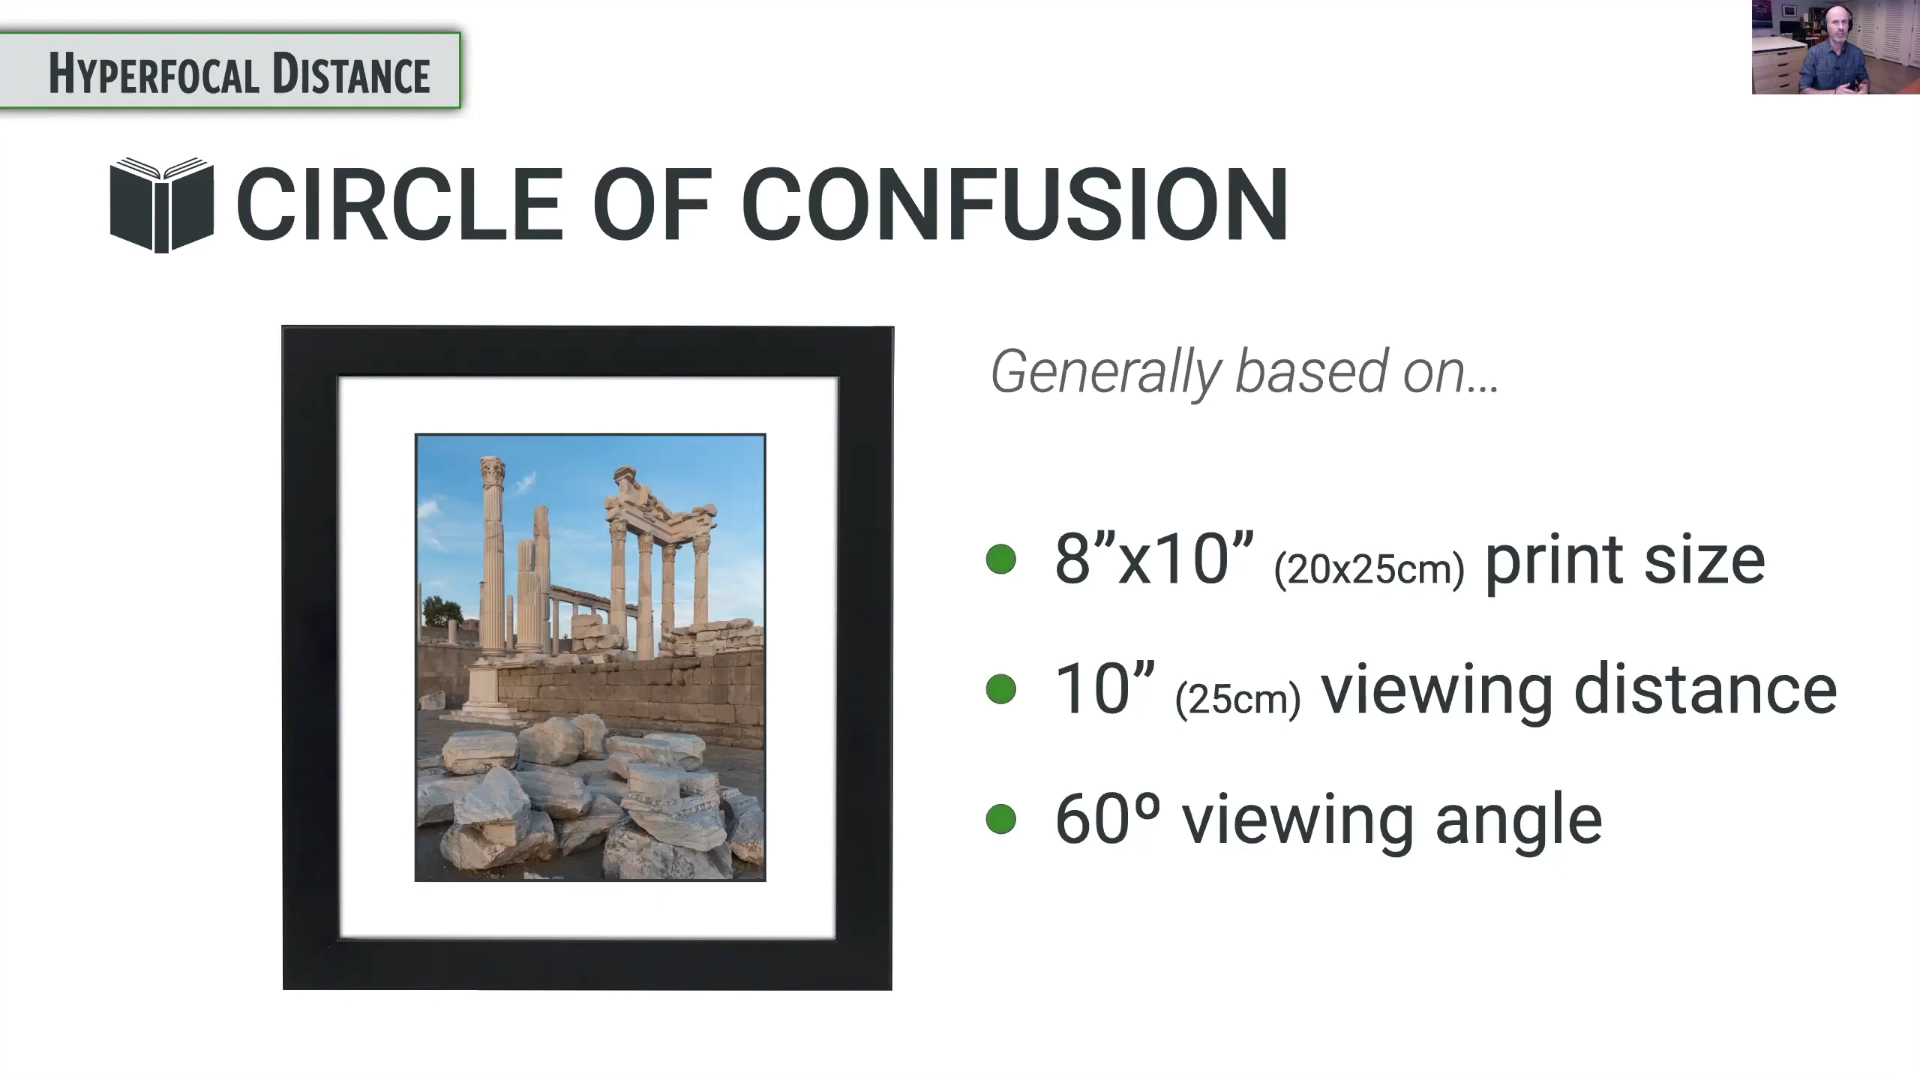 HYPERFOCAL DISTANCE
CIRCLE OF CONFUSION
Generally based on...
8”x10” (20x25cm) print size
10” (25cm) viewing distance
60º viewing angle